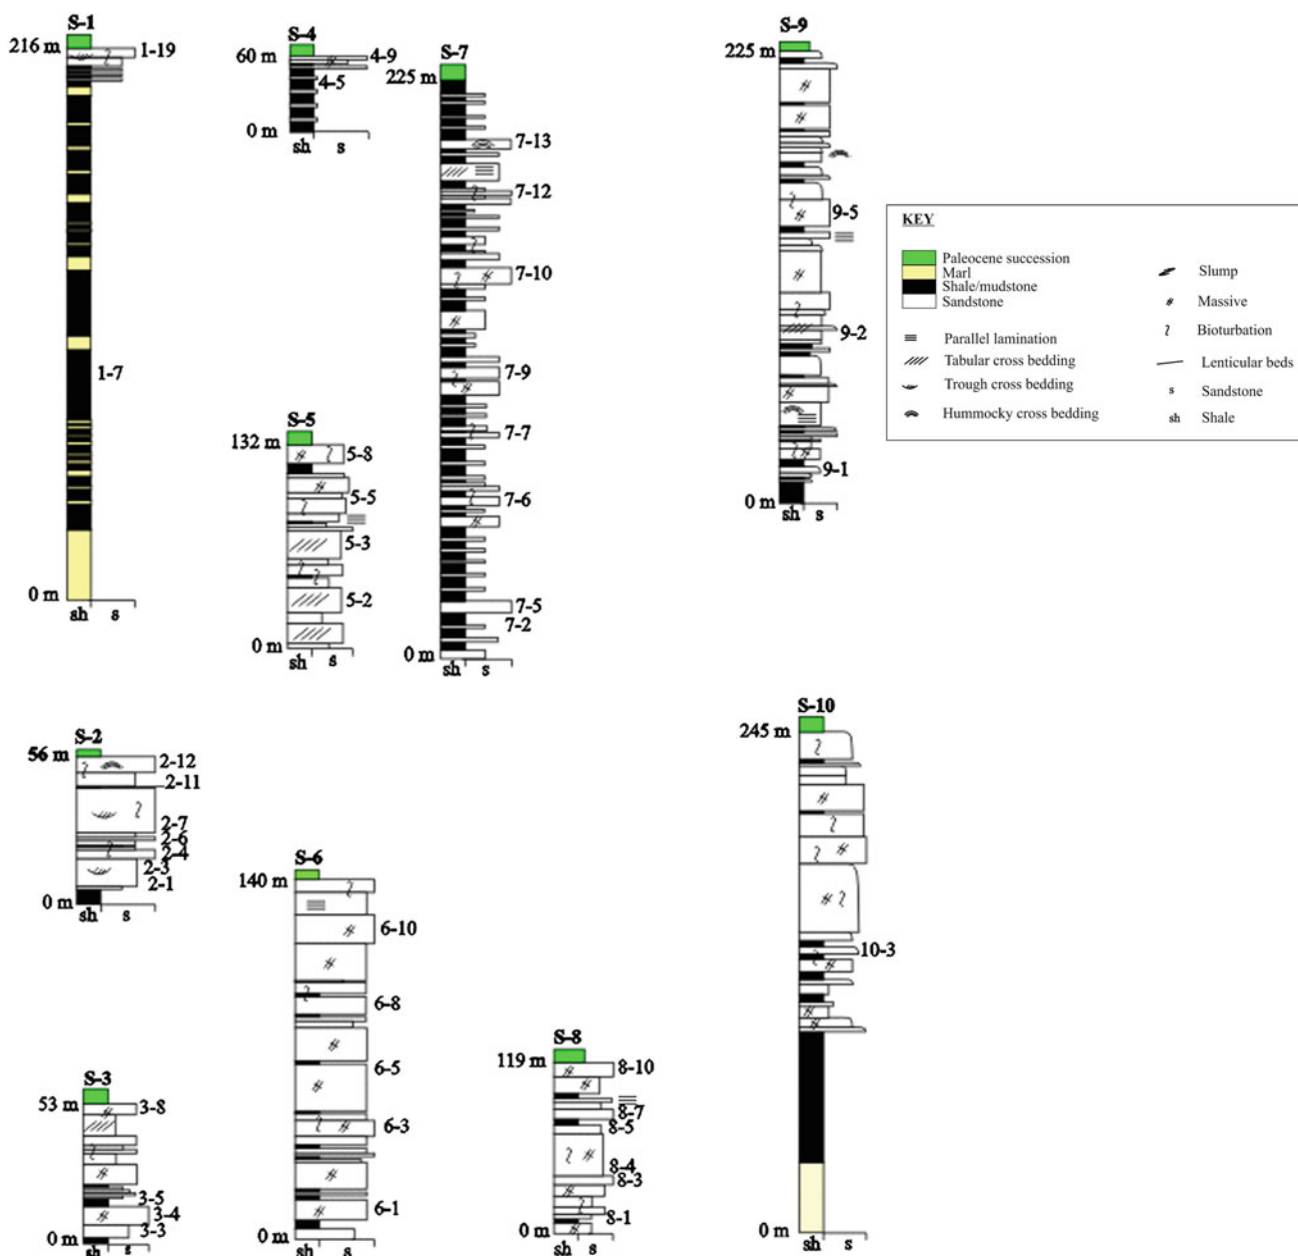 S-1
216 m
1-19
1-7
0 m
sh s
S-4
60 m
4-9
4-5
0 m
sh s
S-7
225 m
7-13
7-12
7-10
7-9
7-7
7-6
7-5
7-2
0 m
sh s
S-9
225 m
9-5
9-2
9-1
0 m
sh s
KEY
Paleocene succession
Marl
Shale/mudstone
Sandstone
Parallel lamination
Tabular cross bedding
Trough cross bedding
Hummocky cross bedding
Slump
Massive
Bioturbation
Lenticular beds
s Sandstone
sh Shale
S-5
132 m
5-8
5-5
5-3
5-2
0 m
sh s
S-2
56 m
2-12
2-11
2-7
2-6
2-4
2-3
2-1
0 m
sh s
S-6
140 m
6-10
6-8
6-5
6-3
6-1
0 m
sh s
S-10
245 m
10-3
0 m
sh s
S-3
53 m
3-8
3-5
3-4
3-3
0 m
sh s
S-8
119 m
8-10
8-7
8-5
8-4
8-3
8-1
0 m
sh s